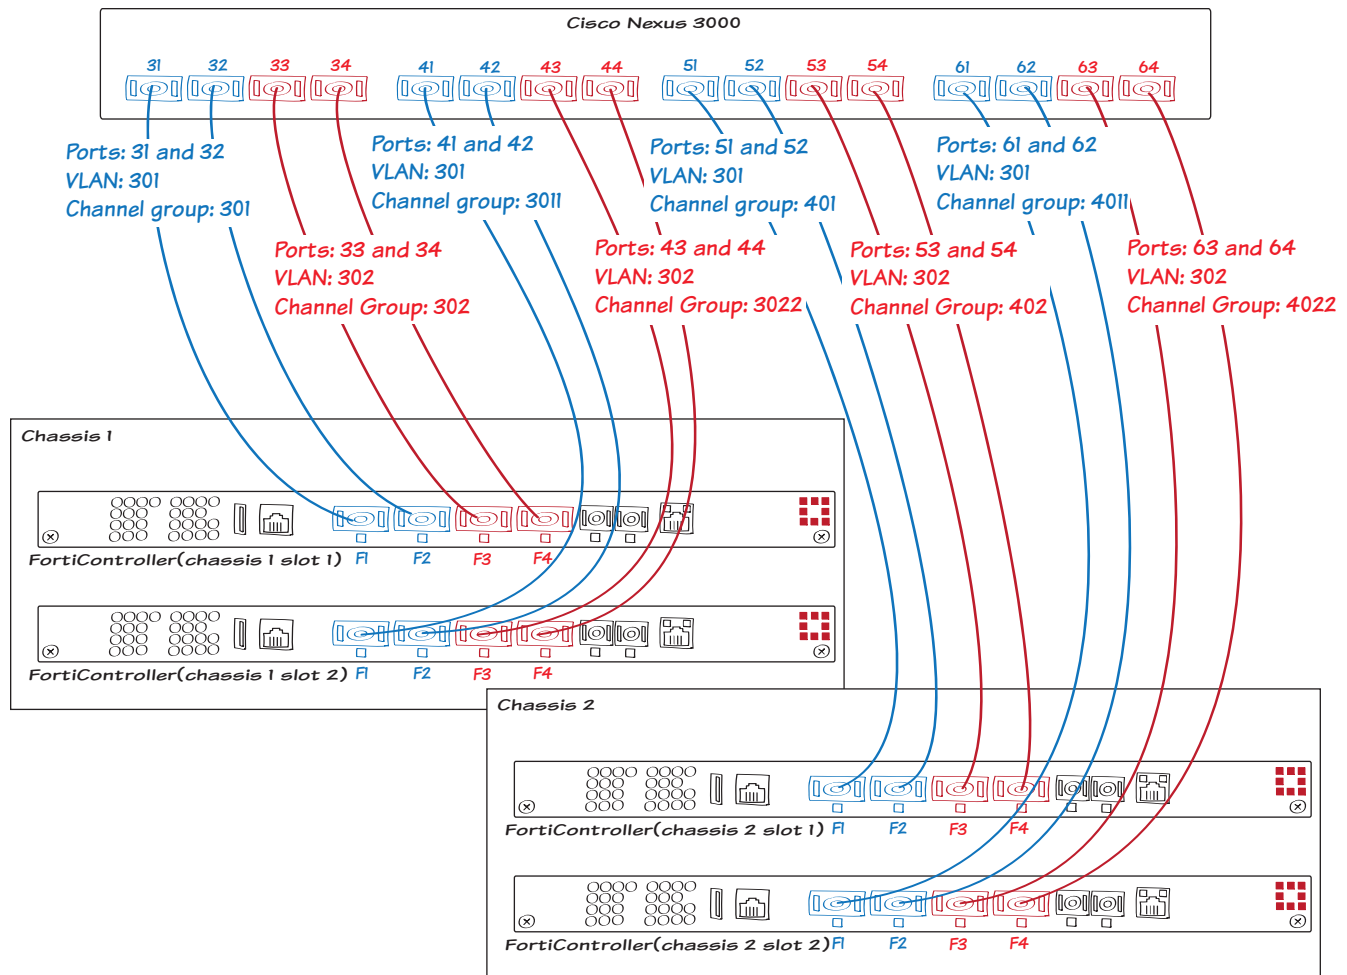 Cisco Nexus 3000
31 32 33 34 41 42 43 44 51 52 53 54 61 62 63 64
Ports: 31 and 32
VLAN: 301
Channel group: 301
Ports: 41 and 42
VLAN: 301
Channel group: 3011
Ports: 51 and 52
VLAN: 301
Channel group: 401
Ports: 61 and 62
VLAN: 301
Channel group: 4011
Ports: 33 and 34
VLAN: 302
Channel Group: 302
Ports: 43 and 44
VLAN: 302
Channel Group: 3022
Ports: 53 and 54
VLAN: 302
Channel Group: 402
Ports: 63 and 64
VLAN: 302
Channel Group: 4022
Chassis 1
FortiController(chassis 1 slot 1) F1 F2 F3 F4
FortiController(chassis 1 slot 2) F1 F2 F3 F4
Chassis 2
FortiController(chassis 2 slot 1) F1 F2 F3 F4
FortiController(chassis 2 slot 2) F1 F2 F3 F4